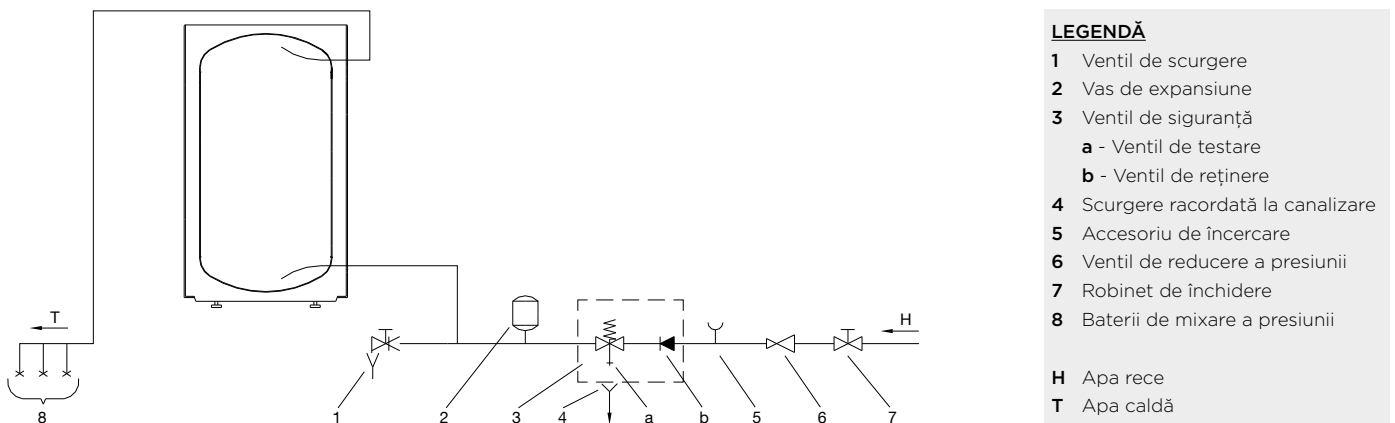 T
H
8
1
2
3
4
a
b
5
6
7
LEGENDĂ
1 Ventil de scurgere
2 Vas de expansiune
3 Ventil de siguranță
a - Ventil de testare
b - Ventil de reținere
4 Scurgere racordată la canalizare
5 Accesoriu de încercare
6 Ventil de reducere a presiunii
7 Robinet de închidere
8 Baterii de mixare a presiunii
H Apa rece
T Apa caldă